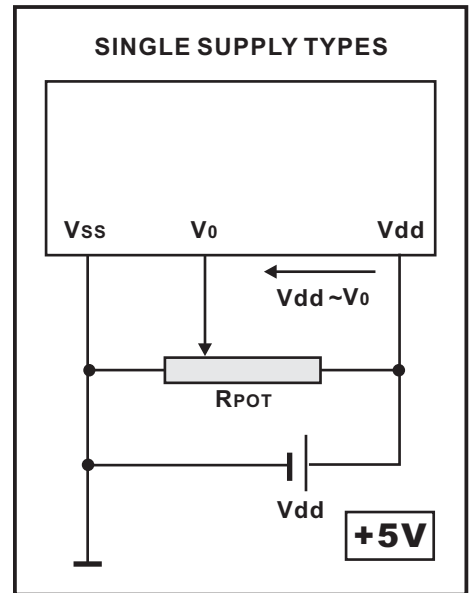 SINGLE SUPPLY TYPES
Vss V0 Vdd
Vdd ~V0
RPOT
Vdd
+5V